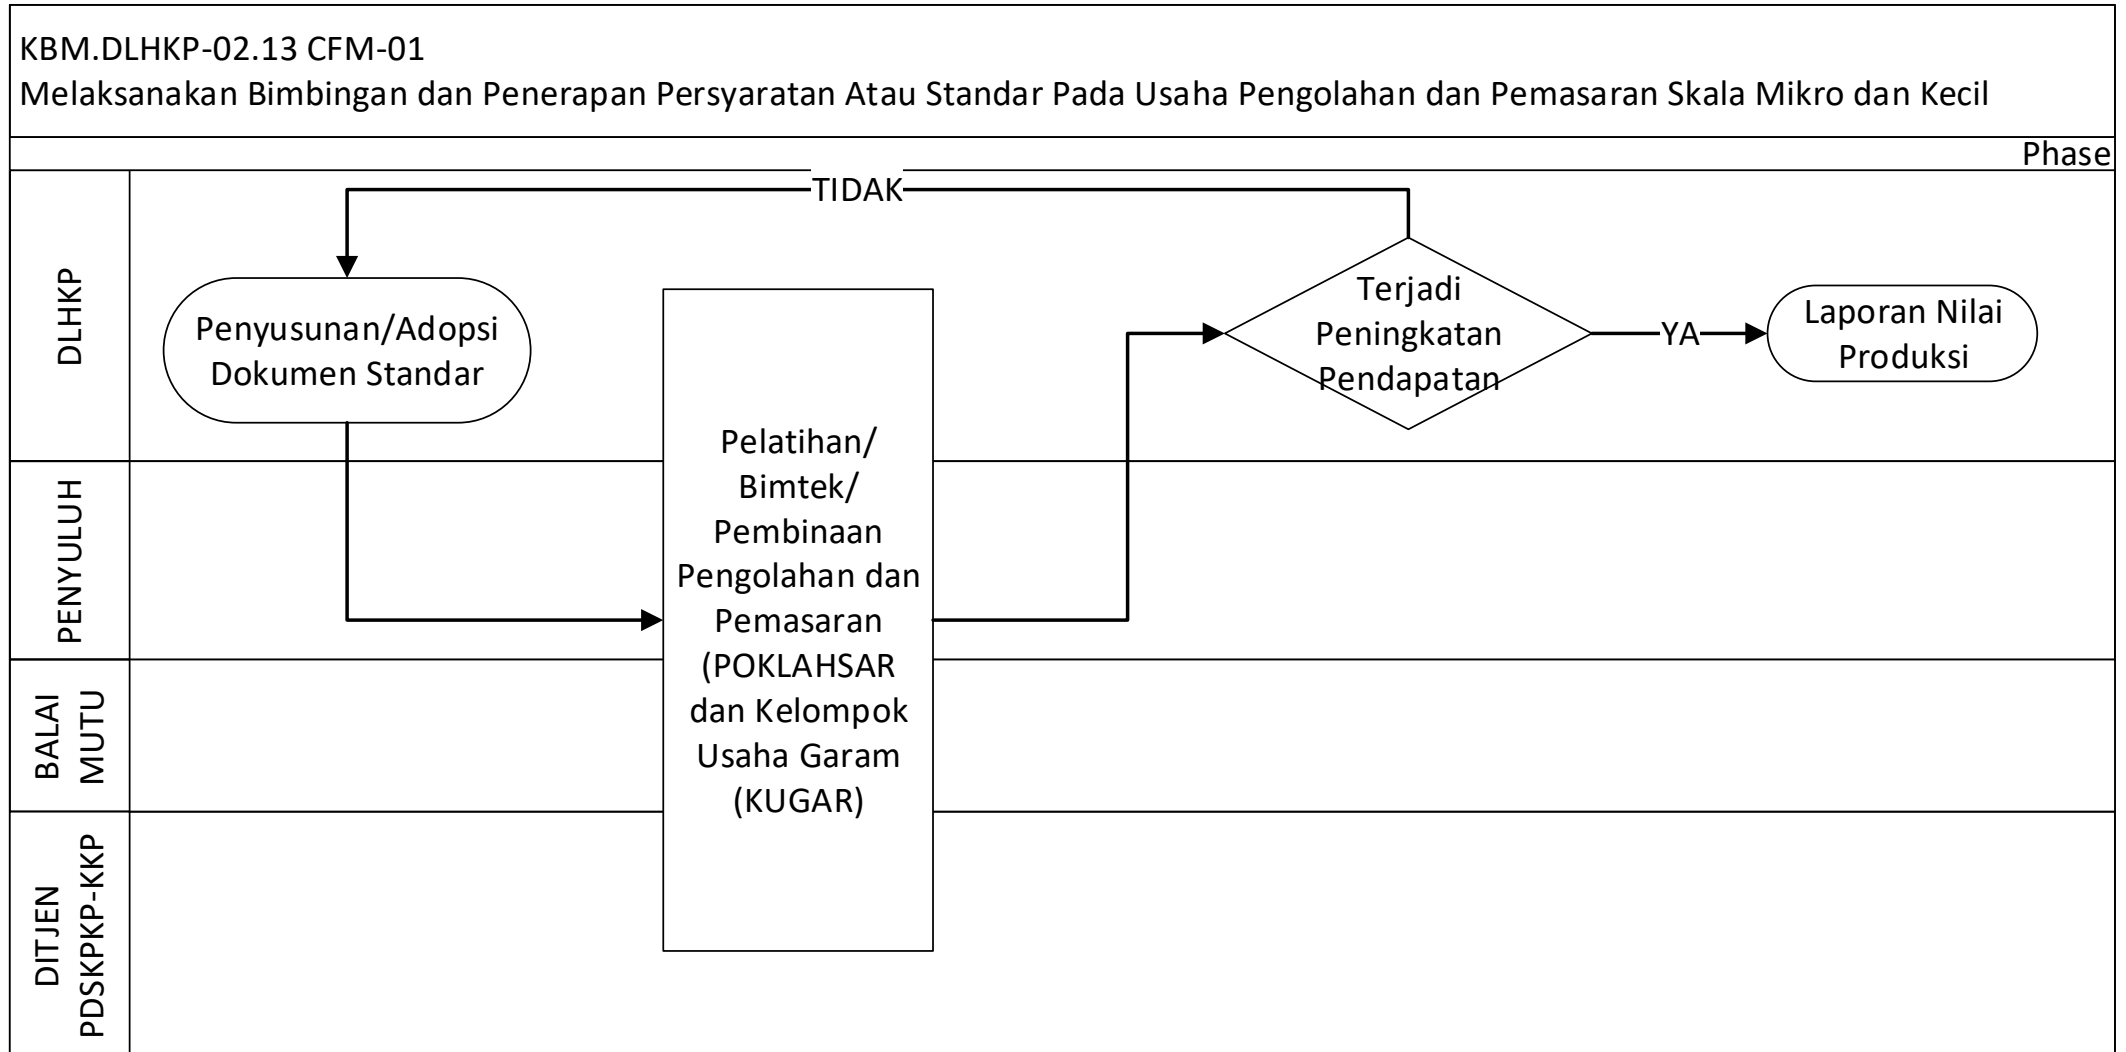 KBM.DLHKP-02.13 CFM-01
Melaksanakan Bimbingan dan Penerapan Persyaratan Atau Standar Pada Usaha Pengolahan dan Pemasaran Skala Mikro dan Kecil
Phase
DLHKP
TIDAK
Penyusunan/Adopsi
Dokumen Standar
Pelatihan/
Bimtek/
Pembinaan
Pengolahan dan
Pemasaran
(POKLAHSAR
dan Kelompok
Usaha Garam
(KUGAR)
Terjadi
Peningkatan
Pendapatan
YA
Laporan Nilai
Produksi
PENYULUH
BALAI
MUTU
DITJEN
PDSKPKP-KKP